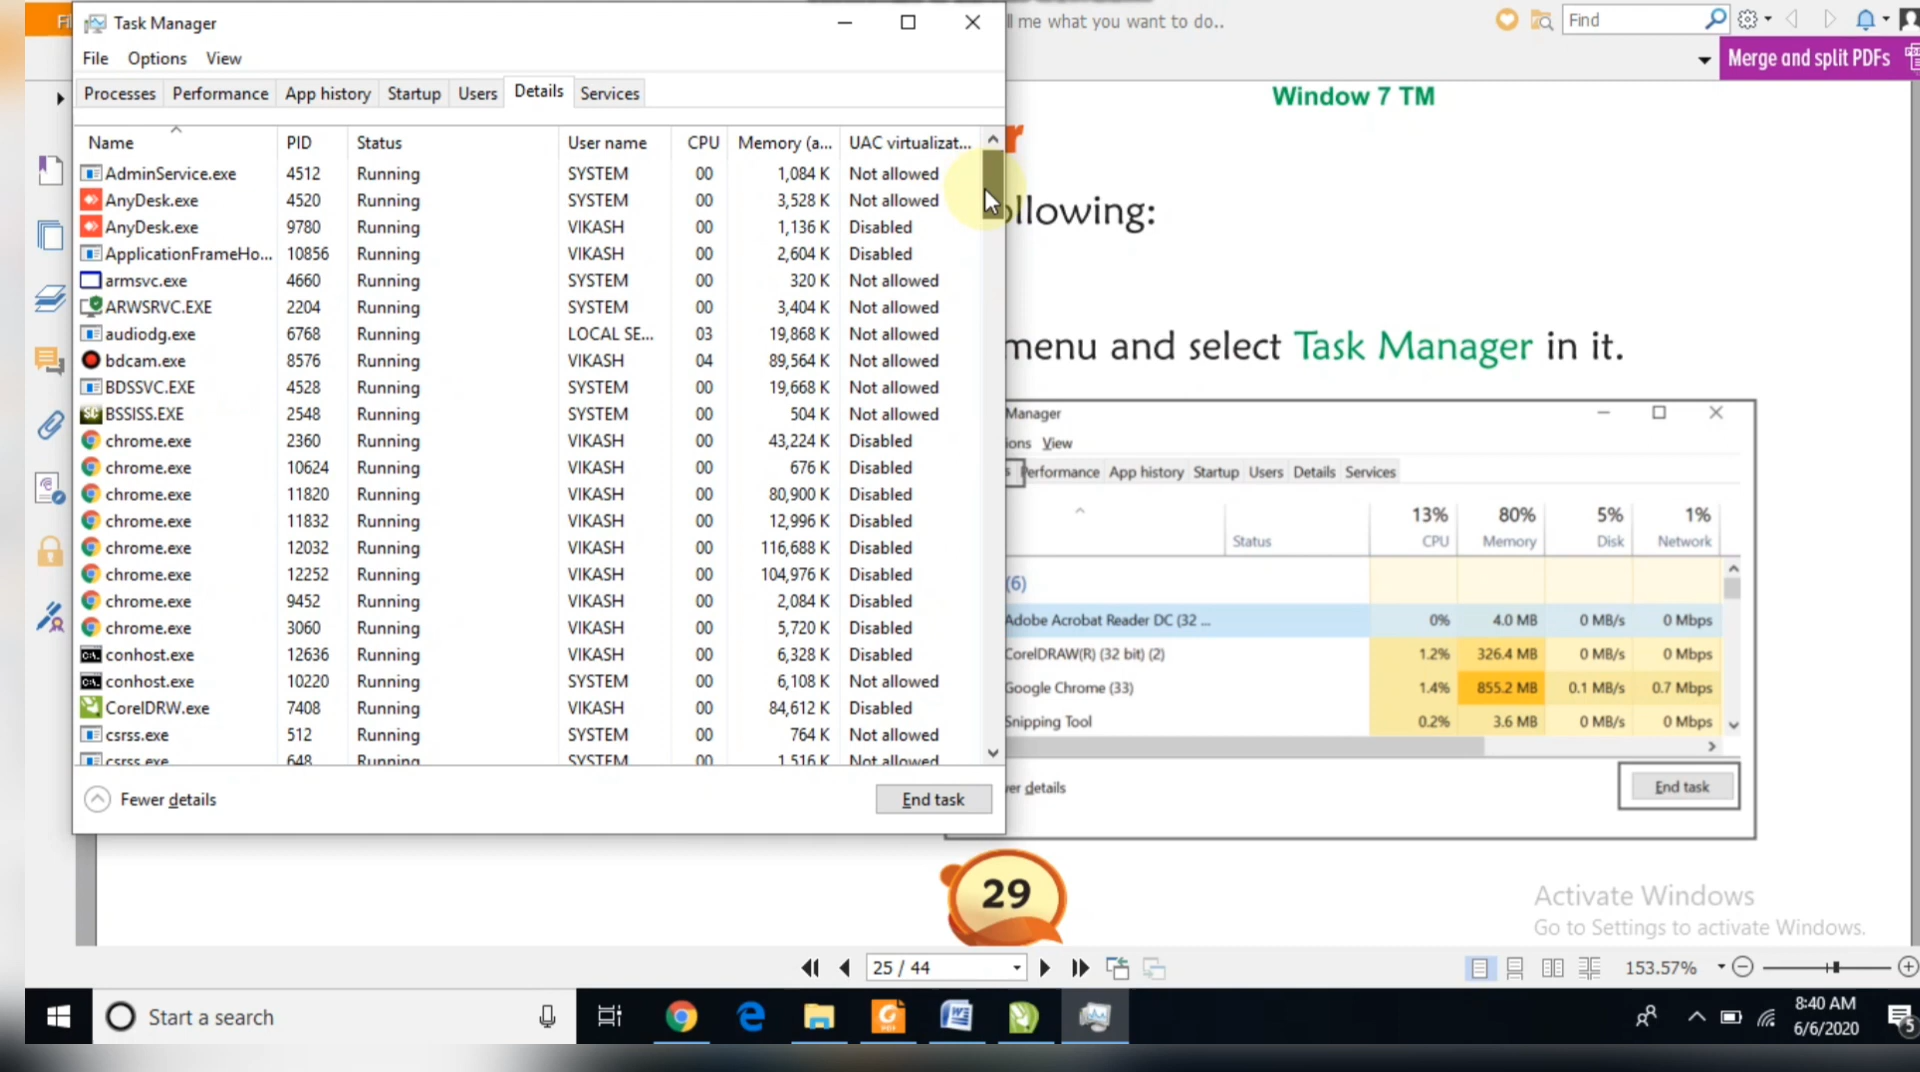 Task Manager
File Options View
Processes Performance App history Startup Users Details Services
Name PID Status User name CPU Memory (a... UAC virtualizat...
AdminService.exe 4512 Running SYSTEM 00 1,084 K Not allowed
AnyDesk.exe 4520 Running SYSTEM 00 3,528 K Not allowed
AnyDesk.exe 9780 Running VIKASH 00 1,136 K Disabled
ApplicationFrameHo... 10856 Running VIKASH 00 2,604 K Disabled
armsvc.exe 4660 Running SYSTEM 00 320 K Not allowed
ARWSRVC.EXE 2204 Running SYSTEM 00 3,404 K Not allowed
audiodg.exe 6768 Running LOCAL SE... 03 19,868 K Not allowed
bdcam.exe 8576 Running VIKASH 04 89,564 K Not allowed
BDSSVC.EXE 4528 Running SYSTEM 00 19,668 K Not allowed
BSSISS.EXE 2548 Running SYSTEM 00 504 K Not allowed
chrome.exe 2360 Running VIKASH 00 43,224 K Disabled
chrome.exe 10624 Running VIKASH 00 676 K Disabled
chrome.exe 11820 Running VIKASH 00 80,900 K Disabled
chrome.exe 11832 Running VIKASH 00 12,996 K Disabled
chrome.exe 12032 Running VIKASH 00 116,688 K Disabled
chrome.exe 12252 Running VIKASH 00 104,976 K Disabled
chrome.exe 9452 Running VIKASH 00 2,084 K Disabled
chrome.exe 3060 Running VIKASH 00 5,720 K Disabled
conhost.exe 12636 Running VIKASH 00 6,328 K Disabled
conhost.exe 10220 Running SYSTEM 00 6,108 K Not allowed
CorelDRW.exe 7408 Running VIKASH 00 84,612 K Disabled
csrss.exe 512 Running SYSTEM 00 764 K Not allowed
csrss.exe 648 Running SYSTEM 00 1,516 K Not allowed
Fewer details End task
ll me what you want to do..
Find
Merge and split PDFs
Window 7 TM
r
ollowing:
menu and select Task Manager in it.
Manager
ions View
s Performance App history Startup Users Details Services
13% 80% 5% 1%
Status CPU Memory Disk Network
(6)
Adobe Acrobat Reader DC (32 ... 0% 4.0 MB 0 MB/s 0 Mbps
CorelDRAW(R) (32 bit) (2) 1.2% 326.4 MB 0 MB/s 0 Mbps
Google Chrome (33) 1.4% 855.2 MB 0.1 MB/s 0.7 Mbps
Snipping Tool 0.2% 3.6 MB 0 MB/s 0 Mbps
er details End task
29
Activate Windows
Go to Settings to activate Windows.
25 / 44 153.57%
Start a search
8:40 AM
6/6/2020
5